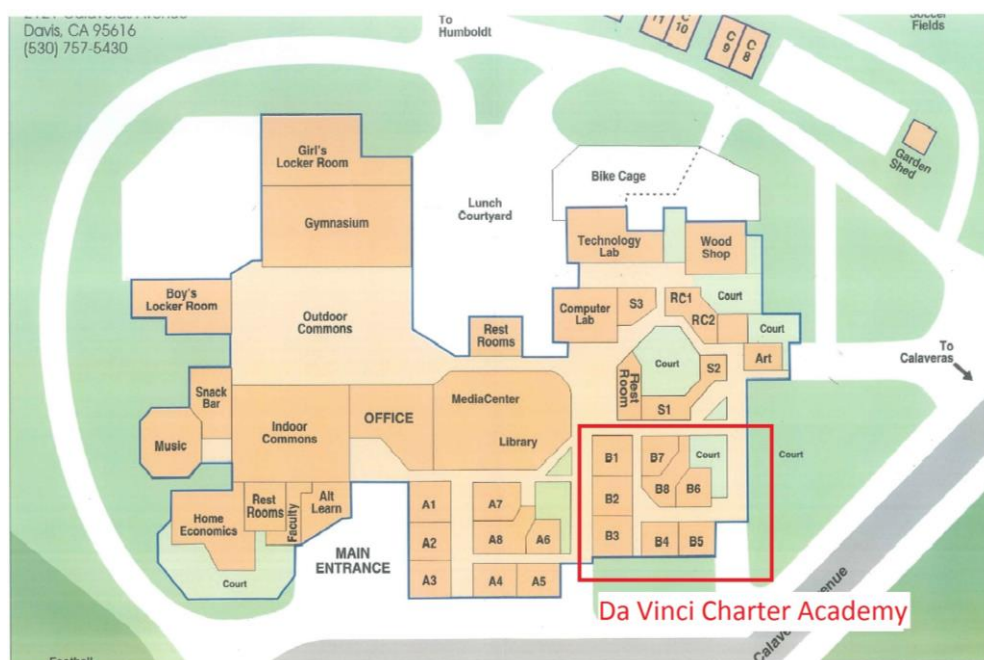 Davis, CA 95616
(530) 757-5430
To
Humboldt
C
11
C
10
C
9
C
8
Soccer
Fields
Garden
Shed
Girl's
Locker Room
Gymnasium
Lunch
Courtyard
Bike Cage
Technology
Lab
Wood
Shop
Boy's
Locker Room
Outdoor
Commons
Rest
Rooms
Computer
Lab
S3
RC1
RC2
Court
Court
Art
To
Calaveras
Court
S2
Rest
Room
S1
Snack
Bar
Music
Indoor
Commons
OFFICE
MediaCenter
Library
B1
B2
B3
B7
B8
B6
Court
B4
B5
Court
Home
Economics
Rest
Rooms
Faculty
Alt
Learn
Court
MAIN
ENTRANCE
A1
A2
A3
A7
A8
A6
A4
A5
Da Vinci Charter Academy